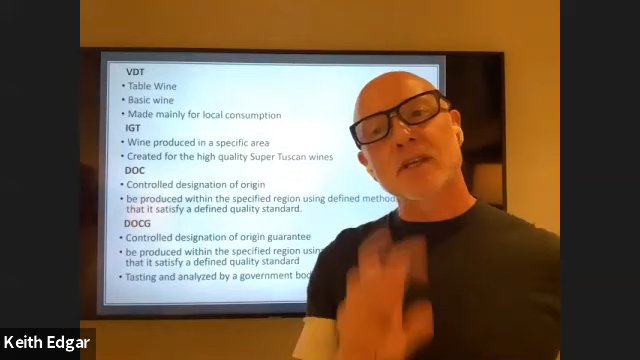 VDT
• Table Wine
• Basic wine
• Made mainly for local consumption
IGT
• Wine produced in a specific area
• Created for the high quality Super Tuscan wines
DOC
• Controlled designation of origin
• be produced within the specified region using defined
that it satisfy a defined quality standard.
DOCG
• Controlled designation of origin guarantee
• be produced within the specified region
that it satisfy a defined quality standard
• Tasting and analyzed by a government
Keith Edgar